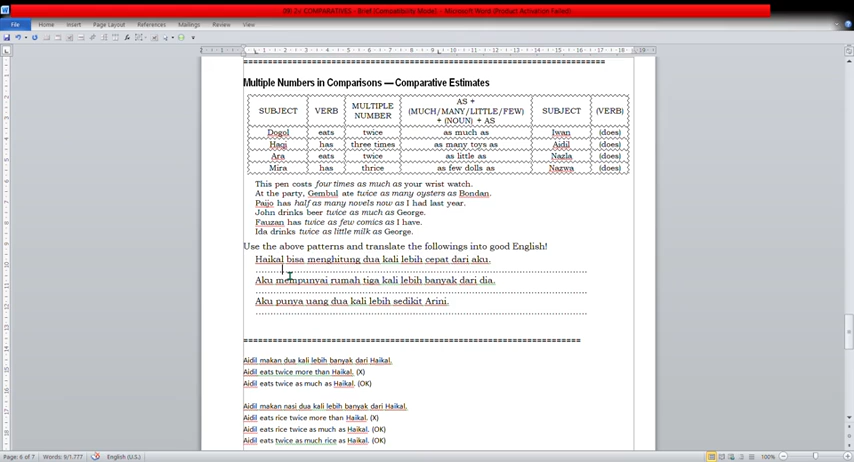 PP. 7v COMPARATIVES - Brief [Compatibility Mode] - Microsoft Word (Product Activation Failed)
File Home Insert Page Layout References Mailings Review View
================================================================
Multiple Numbers in Comparisons — Comparative Estimates
SUBJECT VERB MULTIPLE NUMBER AS + (MUCH/MANY/LITTLE/FEW) + (NOUN) + AS SUBJECT (VERB)
Dogol eats twice as much as Iwan (does)
Haqi has three times as many toys as Aidil (does)
Ara eats twice as little as Nazla (does)
Mira has thrice as few dolls as Nazwa (does)
This pen costs four times as much as your wrist watch.
At the party, Gembul ate twice as many oysters as Bondan.
Paijo has half as many novels now as I had last year.
John drinks beer twice as much as George.
Fauzan has twice as few comics as I have.
Ida drinks twice as little milk as George.
Use the above patterns and translate the followings into good English!
Haikal bisa menghitung dua kali lebih cepat dari aku.
Aku mempunyai rumah tiga kali lebih banyak dari dia.
Aku punya uang dua kali lebih sedikit Arini.
================================================================
Aidil makan dua kali lebih banyak dari Haikal.
Aidil eats twice more than Haikal. (X)
Aidil eats twice as much as Haikal. (OK)
Aidil makan nasi dua kali lebih banyak dari Haikal.
Aidil eats rice twice more than Haikal. (X)
Aidil eats rice twice as much as Haikal. (OK)
Aidil eats twice as much rice as Haikal. (OK)
Page: 6 of 7 Words: 9/1.777 English (U.S.) 100%